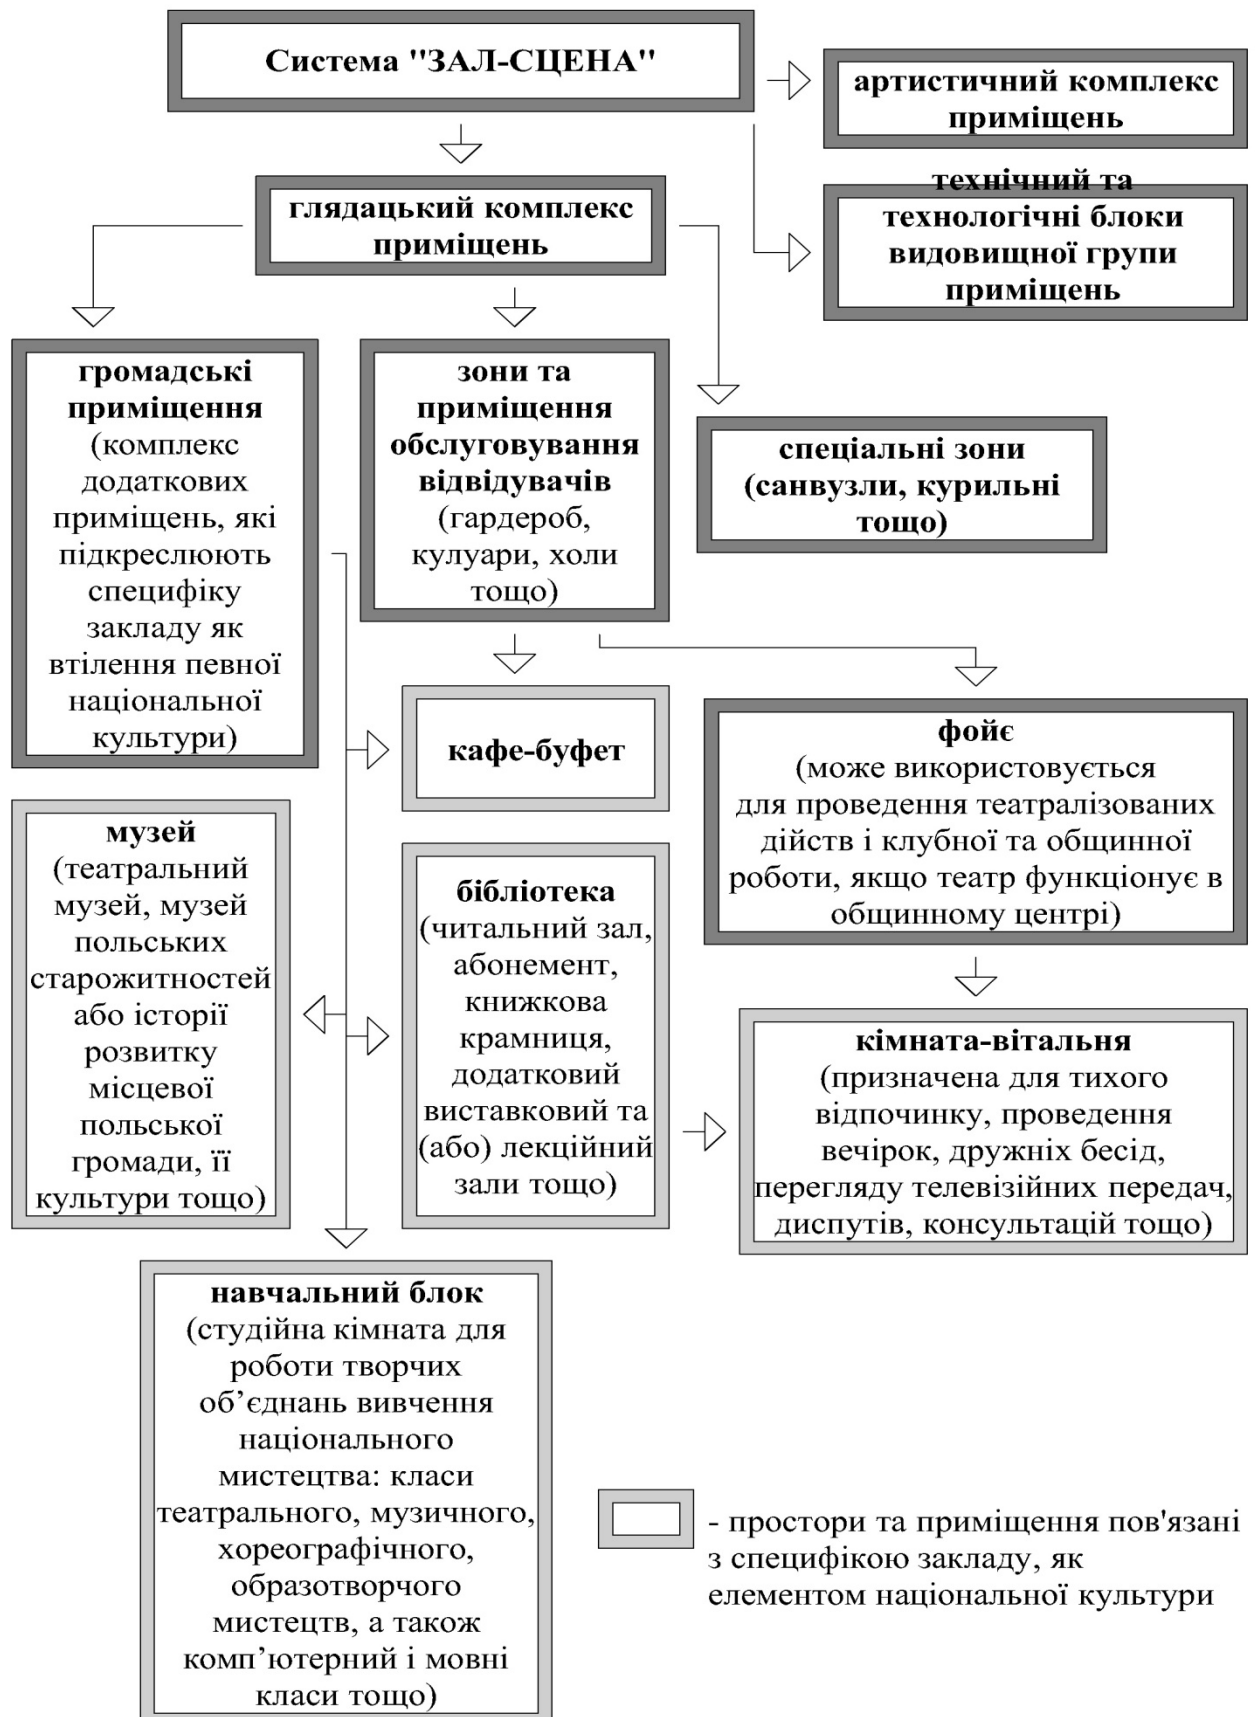 Система "ЗАЛ-СЦЕНА"
артистичний комплекс
приміщень
технічний та
технологічні блоки
видовищної групи
приміщень
глядацький комплекс
приміщень
громадські
приміщення
(комплекс
додаткових
приміщень, які
підкреслюють
специфіку
закладу як
втілення певної
національної
культури)
зони та
приміщення
обслуговування
відвідувачів
(гардероб,
кулуари, холи
тощо)
спеціальні зони
(санвузли, курильні
тощо)
кафе-буфет
фойє
(може використовується
для проведення театралізованих
дійств і клубної та общинної
роботи, якщо театр функціонує в
общинному центрі)
музей
(театральний
музей, музей
польських
старожитностей
або історії
розвитку
місцевої
польської
громади, її
культури тощо)
бібліотека
(читальний зал,
абонемент,
книжкова
крамниця,
додатковий
виставковий та
(або) лекційний
зали тощо)
кімната-вітальня
(призначена для тихого
відпочинку, проведення
вечірок, дружніх бесід,
перегляду телевізійних передач,
диспутів, консультацій тощо)
навчальний блок
(студійна кімната для
роботи творчих
об’єднань вивчення
національного
мистецтва: класи
театрального, музичного,
хореографічного,
образотворчого
мистецтв, а також
комп’ютерний і мовні
класи тощо)
- простори та приміщення пов'язані
з специфікою закладу, як
елементом національної культури